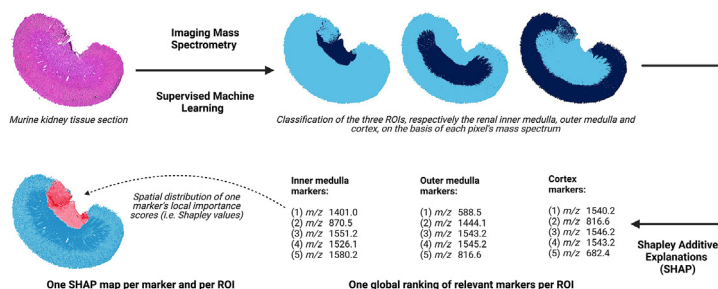 Imaging Mass
Spectrometry
Supervised Machine
Learning
Murine kidney tissue section
Classification of the three ROIs, respectively the renal inner medulla, outer medulla and
cortex, on the basis of each pixel's mass spectrum
Spatial distribution of one
marker's local importance
scores (i.e. Shapley values)
One SHAP map per marker and per ROI
Inner medulla
markers:
(1) m/z 1401.0
(2) m/z 870.5
(3) m/z 1551.2
(4) m/z 1526.1
(5) m/z 1580.2
Outer medulla
markers:
(1) m/z 588.5
(2) m/z 1444.1
(3) m/z 1543.2
(4) m/z 1545.2
(5) m/z 816.6
Cortex
markers:
(1) m/z 1540.2
(2) m/z 816.6
(3) m/z 1546.2
(4) m/z 1543.2
(5) m/z 682.4
One global ranking of relevant markers per ROI
Shapley Additive
Explanations
(SHAP)